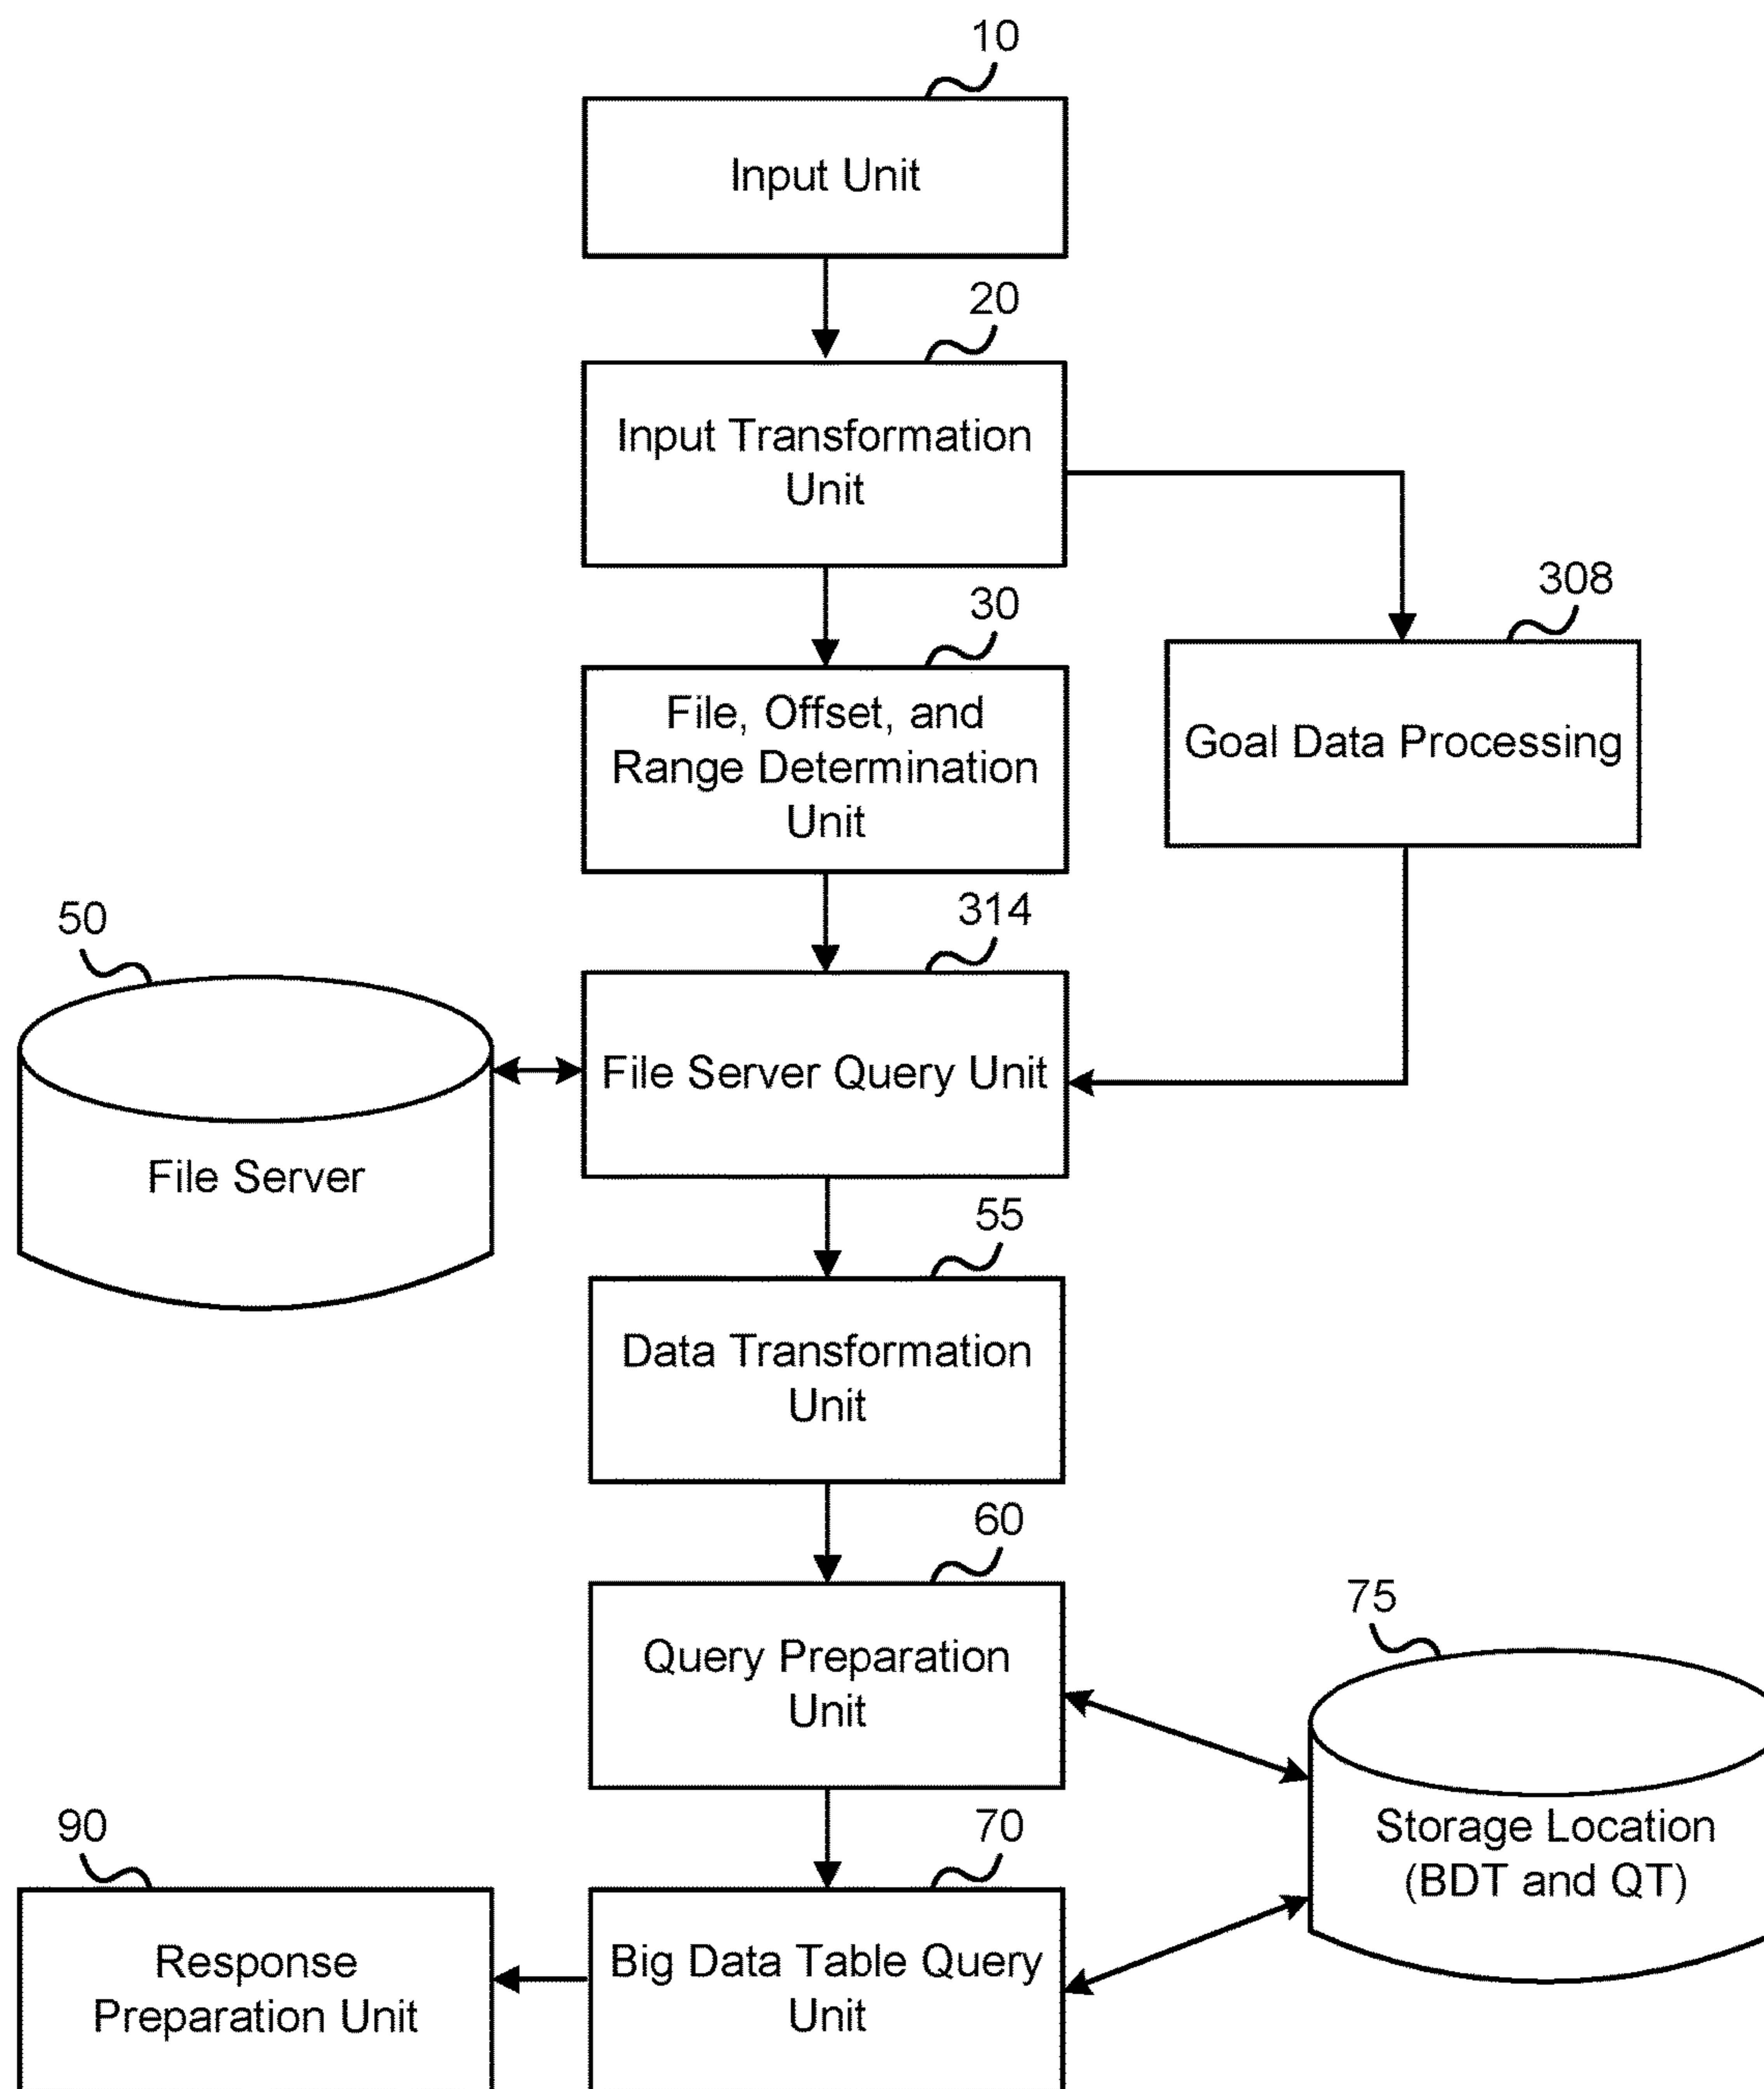 10
Input Unit
20
Input Transformation
Unit
30
308
File, Offset, and
Range Determination
Unit
Goal Data Processing
50
314
File Server Query Unit
File Server
55
Data Transformation
Unit
60
Query Preparation
Unit
75
Storage Location
(BDT and QT)
90
70
Response
Preparation Unit
Big Data Table Query
Unit